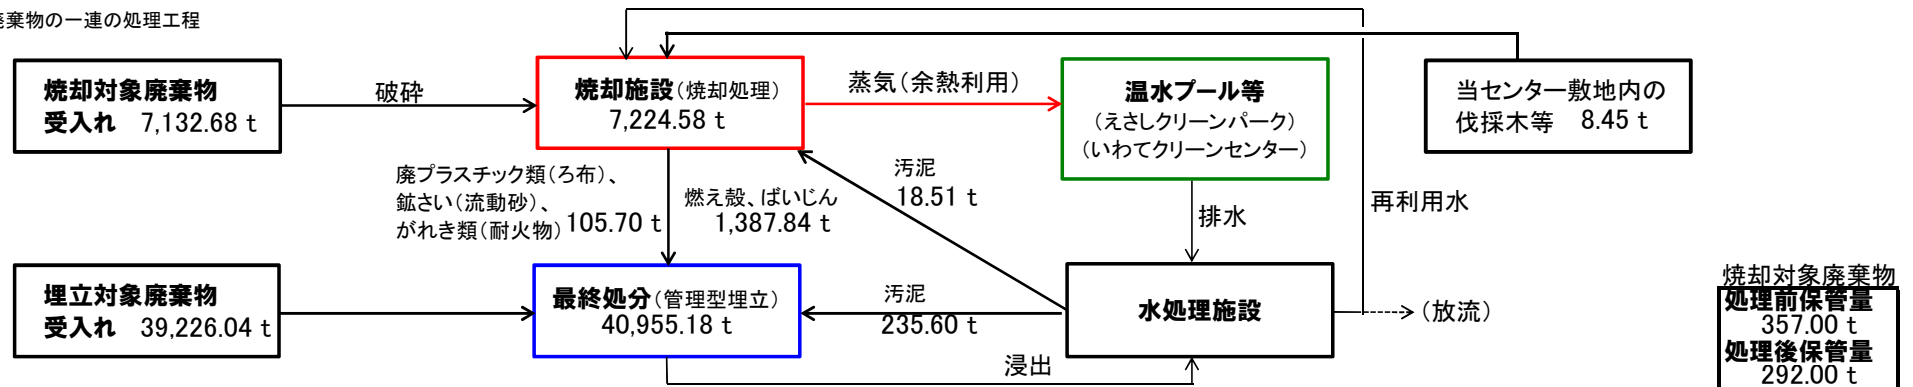 廃棄物の一連の処理工程
焼却対象廃棄物
受入れ 7,132.68 t
破砕
焼却施設(焼却処理)
7,224.58 t
蒸気(余熱利用)
温水プール等
(えさしクリーンパーク)
(いわてクリーンセンター)
当センター敷地内の
伐採木等 8.45 t
廃プラスチック類(ろ布)、
鉱さい(流動砂)、
がれき類(耐火物)
105.70 t
燃え殻、ばいじん
1,387.84 t
汚泥
18.51 t
排水
再利用水
埋立対象廃棄物
受入れ 39,226.04 t
最終処分(管理型埋立)
40,955.18 t
汚泥
235.60 t
水処理施設
(放流)
浸出
焼却対象廃棄物
処理前保管量
357.00 t
処理後保管量
292.00 t